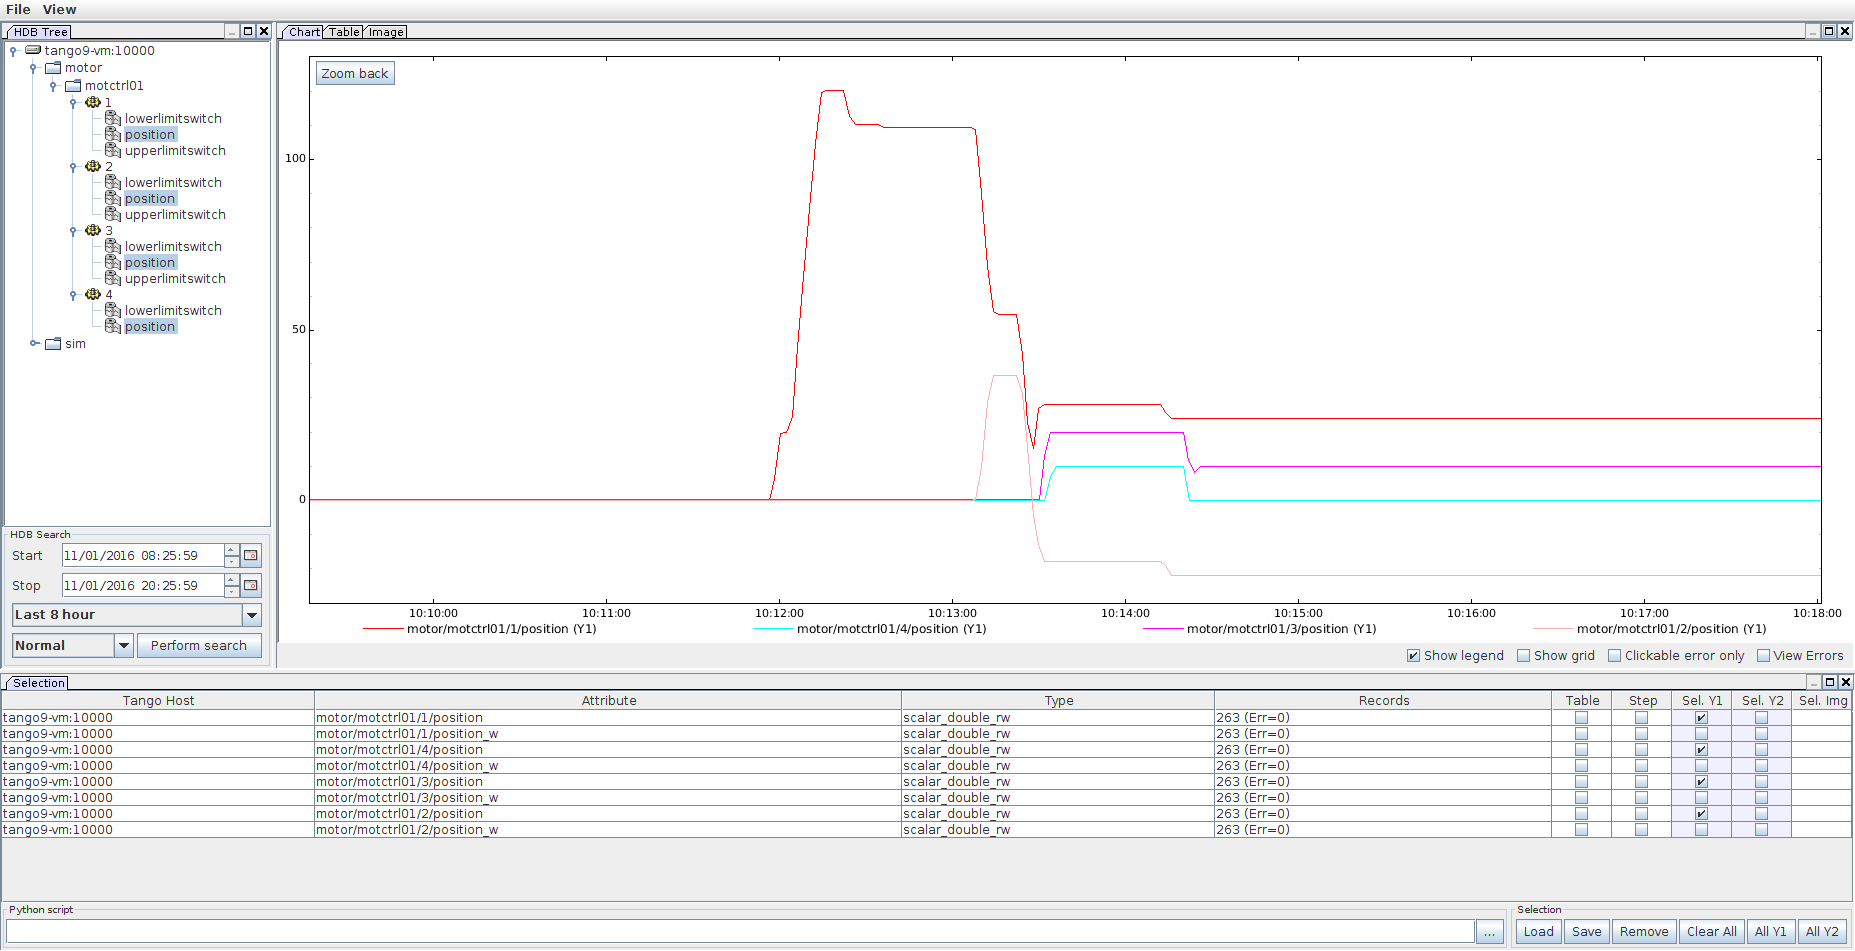 File View
HDB Tree
tango9-vm:10000
motor
motctrl01
1
lowerlimitswitch
position
upperlimitswitch
2
lowerlimitswitch
position
upperlimitswitch
3
lowerlimitswitch
position
upperlimitswitch
4
lowerlimitswitch
position
sim
HDB Search
Start 11/01/2016 08:25:59
Stop 11/01/2016 20:25:59
Last 8 hour
Normal Perform search
Chart Table Image
Zoom back
100
50
0
10:10:00 10:11:00 10:12:00 10:13:00 10:14:00 10:15:00 10:16:00 10:17:00 10:18:00
motor/motctrl01/1/position (Y1) motor/motctrl01/4/position (Y1) motor/motctrl01/3/position (Y1) motor/motctrl01/2/position (Y1)
Show legend Show grid Clickable error only View Errors
Selection
Tango Host Attribute Type Records Table Step Sel. Y1 Sel. Y2 Sel. Img
tango9-vm:10000 motor/motctrl01/1/position scalar_double_rw 263 (Err=0)
tango9-vm:10000 motor/motctrl01/1/position_w scalar_double_rw 263 (Err=0)
tango9-vm:10000 motor/motctrl01/4/position scalar_double_rw 263 (Err=0)
tango9-vm:10000 motor/motctrl01/4/position_w scalar_double_rw 263 (Err=0)
tango9-vm:10000 motor/motctrl01/3/position scalar_double_rw 263 (Err=0)
tango9-vm:10000 motor/motctrl01/3/position_w scalar_double_rw 263 (Err=0)
tango9-vm:10000 motor/motctrl01/2/position scalar_double_rw 263 (Err=0)
tango9-vm:10000 motor/motctrl01/2/position_w scalar_double_rw 263 (Err=0)
Python script
...
Selection
Load Save Remove Clear All All Y1 All Y2